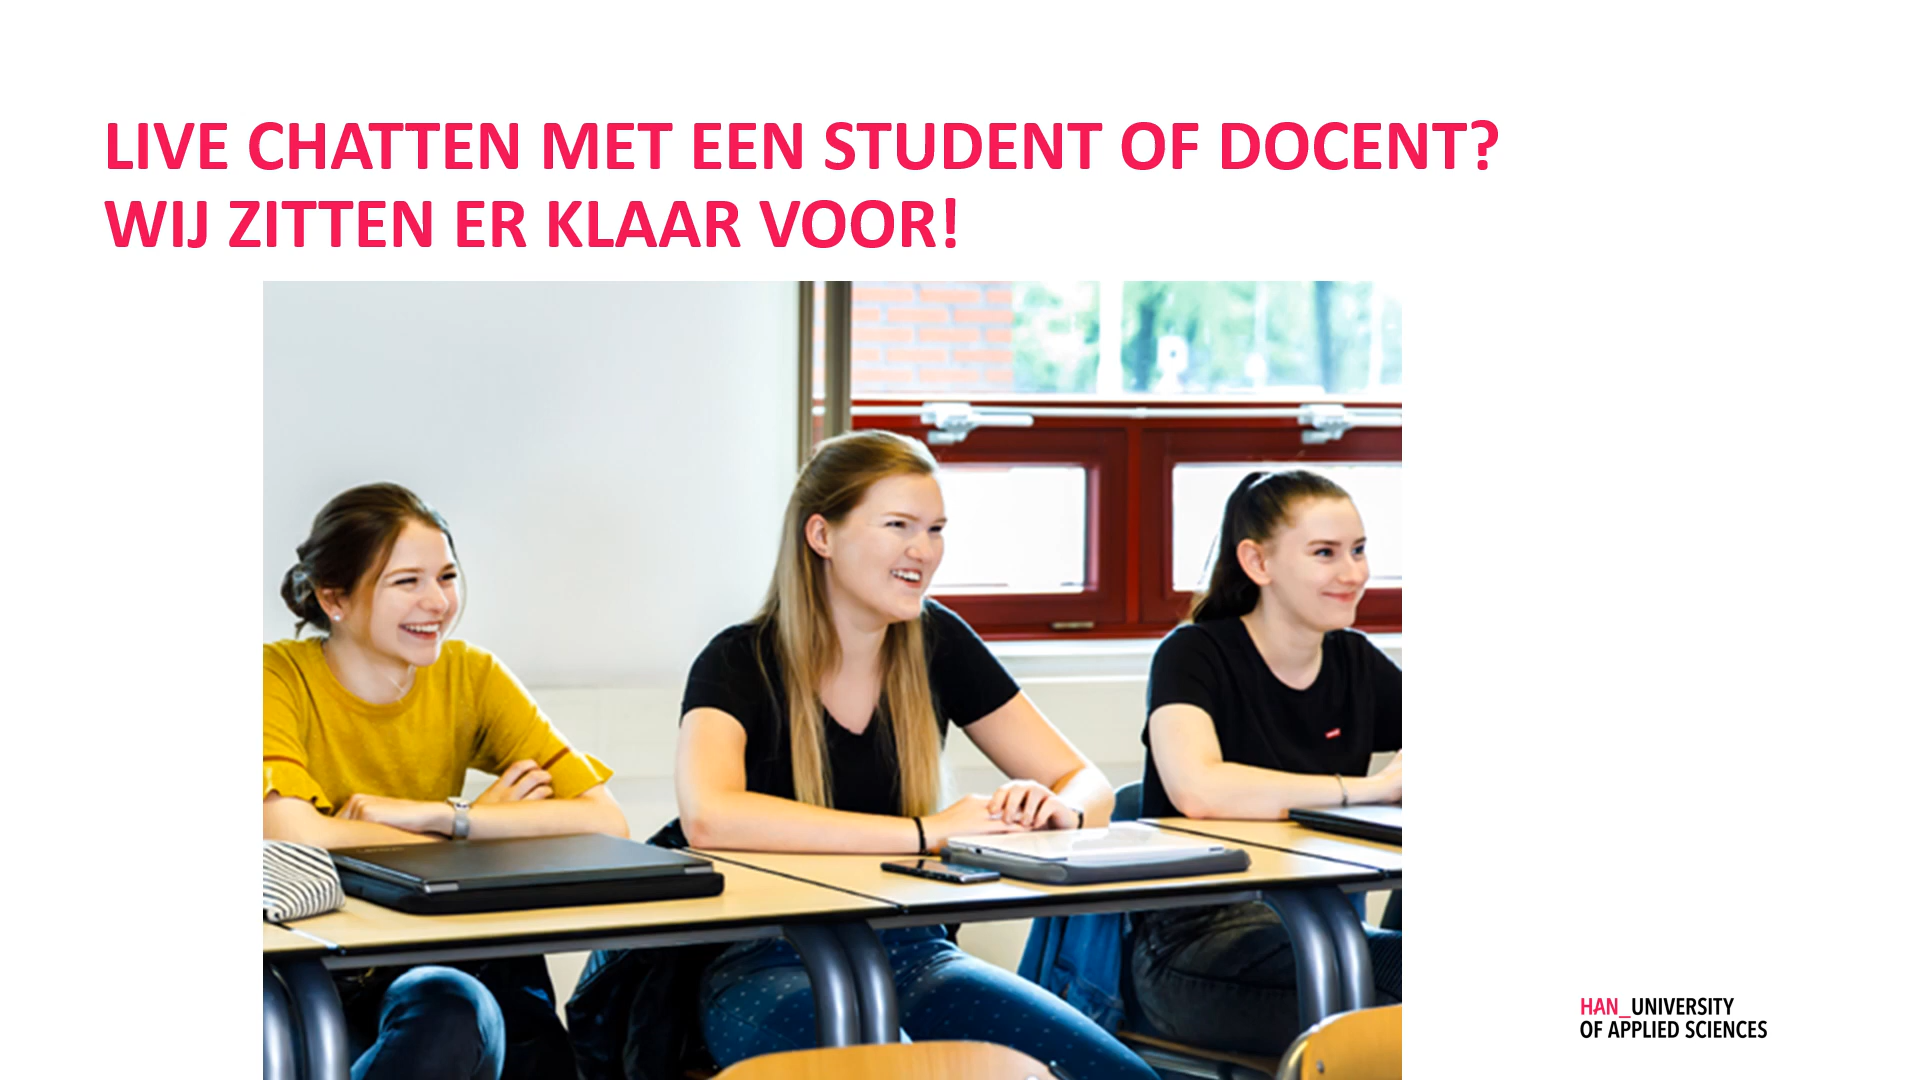 LIVE CHATTEN MET EEN STUDENT OF DOCENT?
WIJ ZITTEN ER KLAAR VOOR!
HAN_UNIVERSITY
OF APPLIED SCIENCES